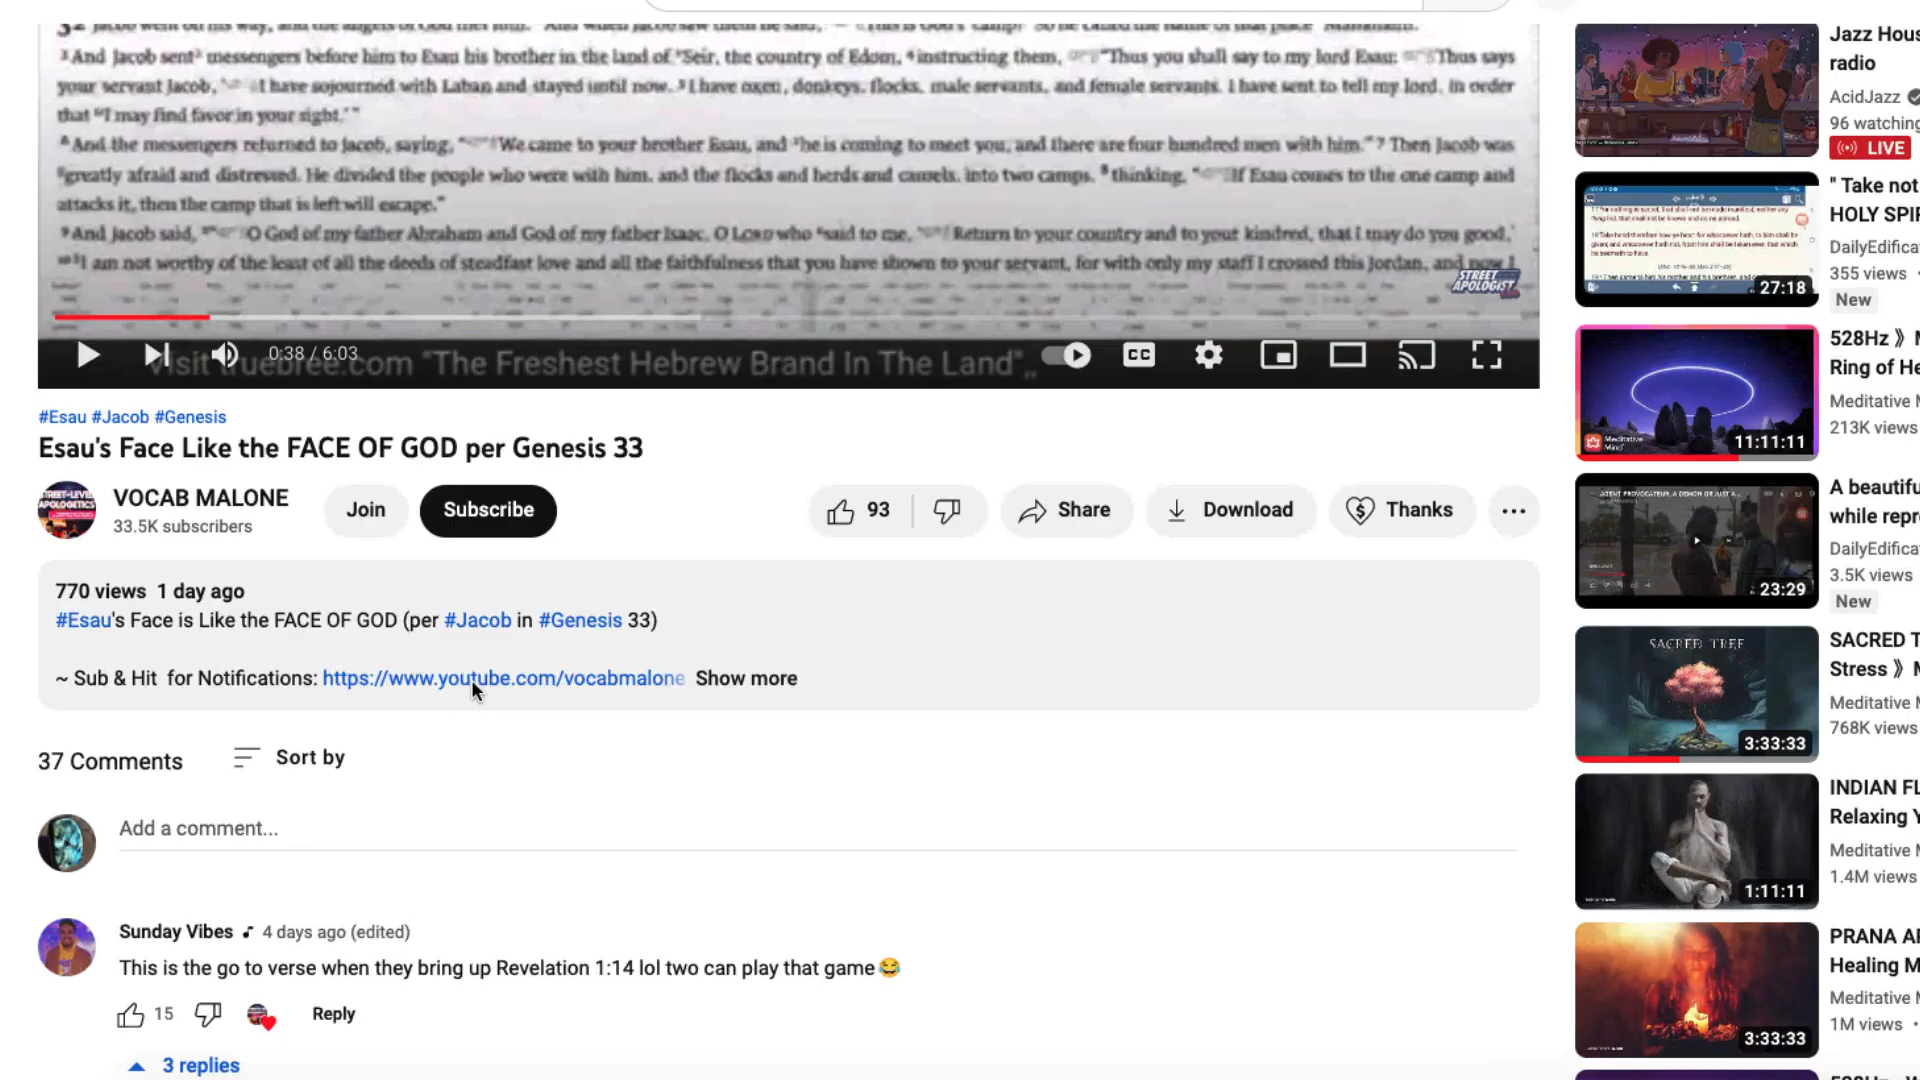 ³And Jacob sent messengers before him to Esau his brother in the land of Seir, the country of Edom, ⁴instructing them, "Thus you shall say to my lord Esau: Thus says
your servant Jacob, I have sojourned with Laban and stayed until now. ⁵I have oxen, donkeys, flocks, male servants, and female servants. I have sent to tell my lord, in order
that I may find favor in your sight.'"
⁶And the messengers returned to Jacob, saying, "We came to your brother Esau, and he is coming to meet you, and there are four hundred men with him." 7 Then Jacob was
greatly afraid and distressed. He divided the people who were with him, and the flocks and herds and camels, into two camps, ⁸thinking, "If Esau comes to the one camp and
attacks it, then the camp that is left will escape."
⁹And Jacob said, "O God of my father Abraham and God of my father Isaac, O LORD who said to me, Return to your country and to your kindred, that I may do you good,'
I am not worthy of the least of all the deeds of steadfast love and all the faithfulness that you have shown to your servant, for with only my staff I crossed this Jordan, and now I
STREET
APOLOGIST
0:38 / 6:03
Visit truebree.com "The Freshest Hebrew Brand In The Land",,
CC
#Esau #Jacob #Genesis
Esau's Face Like the FACE OF GOD per Genesis 33
STREET-LEVEL
APOLOGETICS
VOCAB MALONE
33.5K subscribers
Join
Subscribe
93
Share
Download
Thanks
770 views 1 day ago
#Esau's Face is Like the FACE OF GOD (per #Jacob in #Genesis 33)
~ Sub & Hit for Notifications: https://www.youtube.com/vocabmalone Show more
37 Comments
Sort by
Add a comment...
Sunday Vibes 4 days ago (edited)
This is the go to verse when they bring up Revelation 1:14 lol two can play that game😂
15
Reply
3 replies
Jazz Hous
radio
AcidJazz
96 watching
LIVE
" Take not
HOLY SPIR
DailyEdifica
355 views
New
27:18
528Hz 》M
Ring of He
Meditative M
213K views
Meditative
Mind
11:11:11
A beautifu
while repr
DailyEdifica
3.5K views
New
23:29
SACRED TREE
3:33:33
SACRED T
Stress 》M
Meditative M
768K views
1:11:11
INDIAN FL
Relaxing Y
Meditative M
1.4M views
3:33:33
PRANA AR
Healing M
Meditative M
1M views